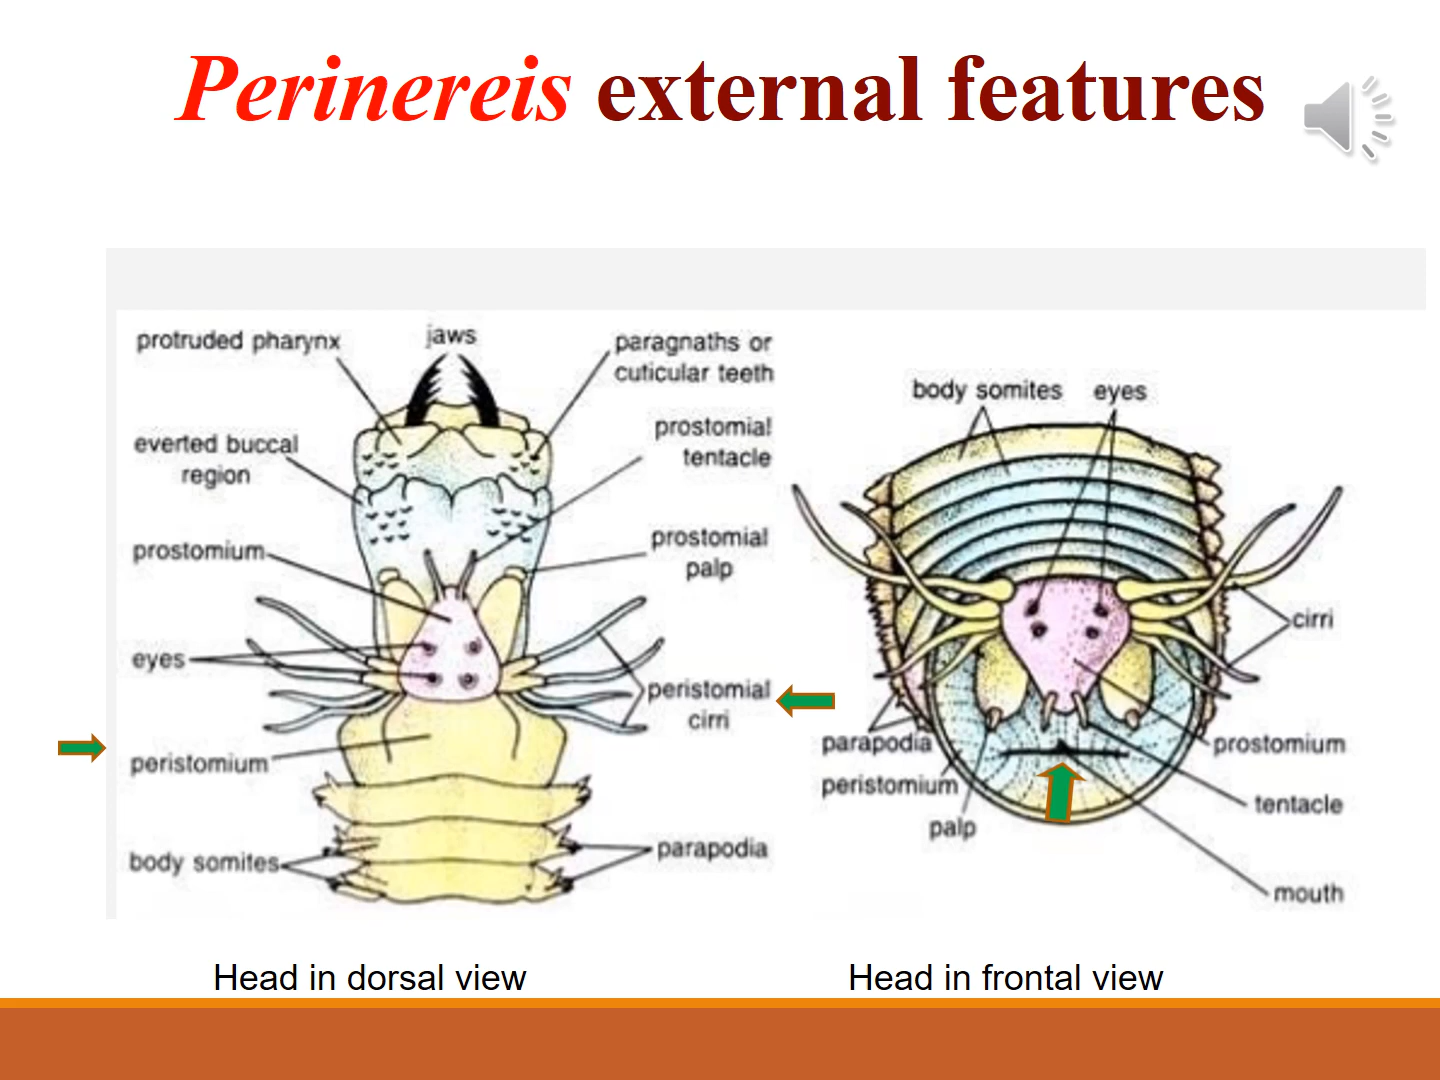 Perinereis external features
protruded pharynx
jaws
paragnaths or
cuticular teeth
everted buccal
region
prostomial
tentacle
prostomium
prostomial
palp
eyes
peristomial
cirri
peristomium
body somites
parapodia
body somites
eyes
cirri
parapodia
peristomium
palp
prostomium
tentacle
mouth
Head in dorsal view
Head in frontal view